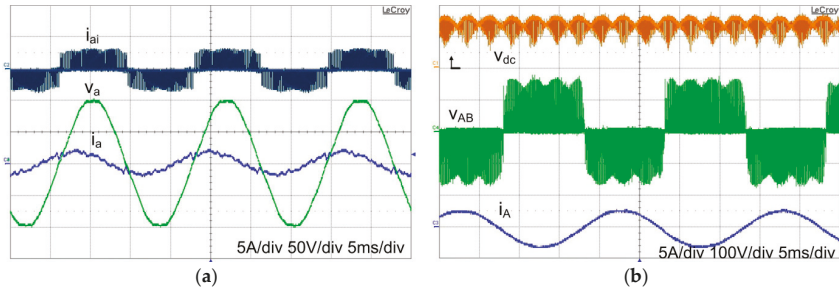 LeCroy
i_ai
v_a
i_a
5A/div 50V/div 5ms/div
(a)
LeCroy
v_dc
v_AB
i_A
5A/div 100V/div 5ms/div
(b)